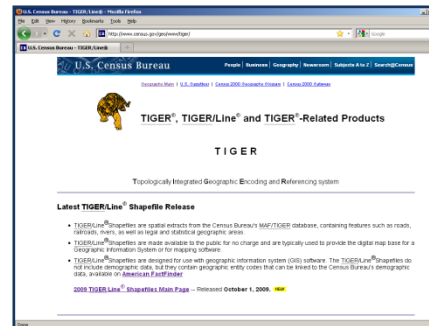 U.S. Census Bureau - TIGER/Line® - Mozilla Firefox
File Edit View History Bookmarks Tools Help
http://www.census.gov/geo/www/tiger/
Google
U.S. Census Bureau - TIGER/Line®
U.S. Census Bureau
People | Business | Geography | Newsroom | Subjects A to Z | Search@Census
Geography Main | U.S. Gazetteer | Census 2000 Geographic Products | Census 2000 Gateway
TIGER®, TIGER/Line® and TIGER®-Related Products
T I G E R
Topologically Integrated Geographic Encoding and Referencing system
Latest TIGER/Line® Shapefile Release
• TIGER/Line®Shapefiles are spatial extracts from the Census Bureau's MAF/TIGER database, containing features such as roads,
railroads, rivers, as well as legal and statistical geographic areas.
• TIGER/Line®Shapefiles are made available to the public for no charge and are typically used to provide the digital map base for a
Geographic Information System or for mapping software.
• TIGER/Line®Shapefiles are designed for use with geographic information system (GIS) software. The TIGER/Line®Shapefiles do
not include demographic data, but they contain geographic entity codes that can be linked to the Census Bureau's demographic
data, available on American FactFinder.
2009 TIGER/Line® Shapefiles Main Page -- Released October 1, 2009. NEW
Done